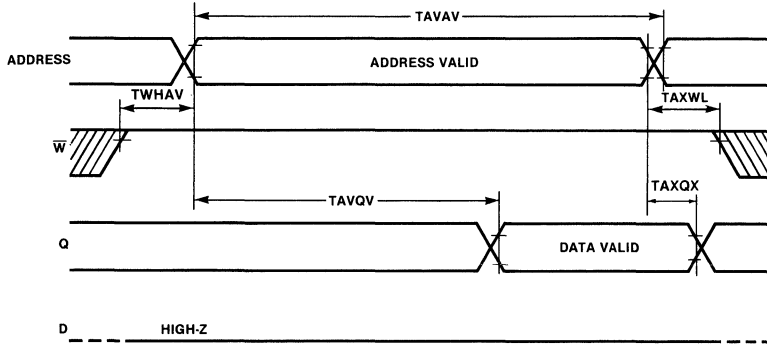 TAVAV
ADDRESS
ADDRESS VALID
TWHAV
TAXWL
W
TAXQX
TAVQV
Q
DATA VALID
D
HIGH-Z